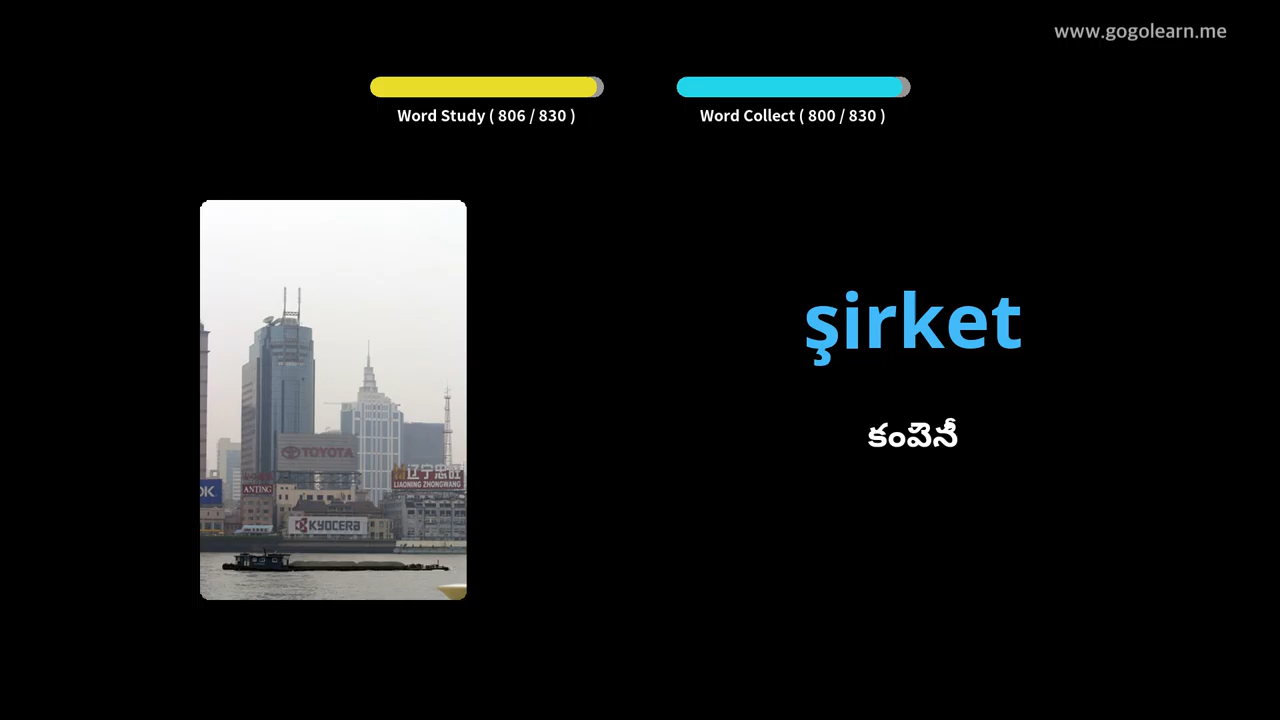 www.gogolearn.me
Word Study ( 806 / 830 )
Word Collect ( 800 / 830 )
şirket
కంపెనీ
TOYOTA
辽宁忠旺
LIAONING ZHONGWANG
OK
ANTING
KYOCERA